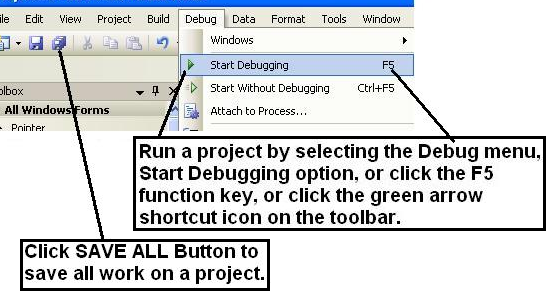 ile Edit View Project Build Debug Data Format Tools Window
Windows
Start Debugging F5
Start Without Debugging Ctrl+F5
Attach to Process...
olbox
All Windows Forms
Pointer
Run a project by selecting the Debug menu,
Start Debugging option, or click the F5
function key, or click the green arrow
shortcut icon on the toolbar.
Click SAVE ALL Button to
save all work on a project.